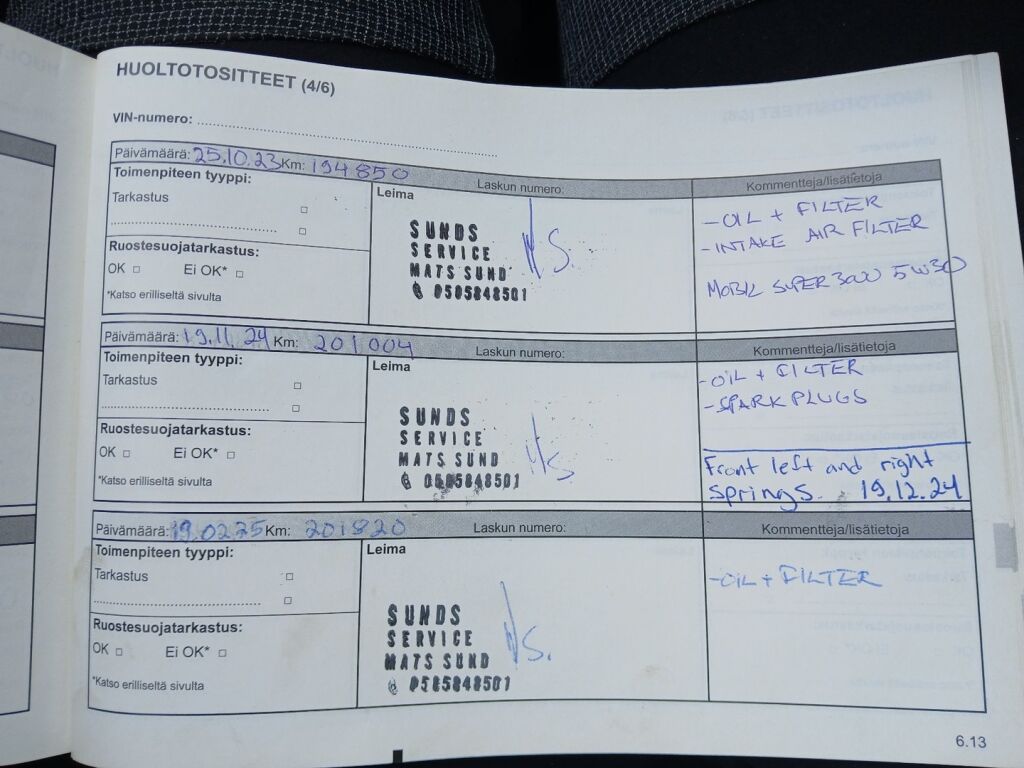 HUOLTOTOSITTEET (4/6)
VIN-numero:
Päivämäärä: 25.10.23 Km: 194 850
Laskun numero:
Kommentteja/lisätietoja
Toimenpiteen tyyppi:
Leima
Tarkastus
Ruostesuojatarkastus:
OK Ei OK*
*Katso erilliseltä sivulta
SUNDS
SERVICE
MATS SUND
0505848501
- OIL + FILTER
- INTAKE AIR FILTER
MOBIL SUPER 3000 5W30
Päivämäärä: 19.11.24 Km: 201 004
Laskun numero:
Kommentteja/lisätietoja
Toimenpiteen tyyppi:
Leima
Tarkastus
Ruostesuojatarkastus:
OK Ei OK*
*Katso erilliseltä sivulta
SUNDS
SERVICE
MATS SUND
0505848501
- OIL + FILTER
- SPARK PLUGS
Front left and right
springs. 19.12.24
Päivämäärä: 19.02.25 Km: 201820
Laskun numero:
Kommentteja/lisätietoja
Toimenpiteen tyyppi:
Leima
Tarkastus
Ruostesuojatarkastus:
OK Ei OK*
*Katso erilliseltä sivulta
SUNDS
SERVICE
MATS SUND
0505848501
- OIL + FILTER
6.13